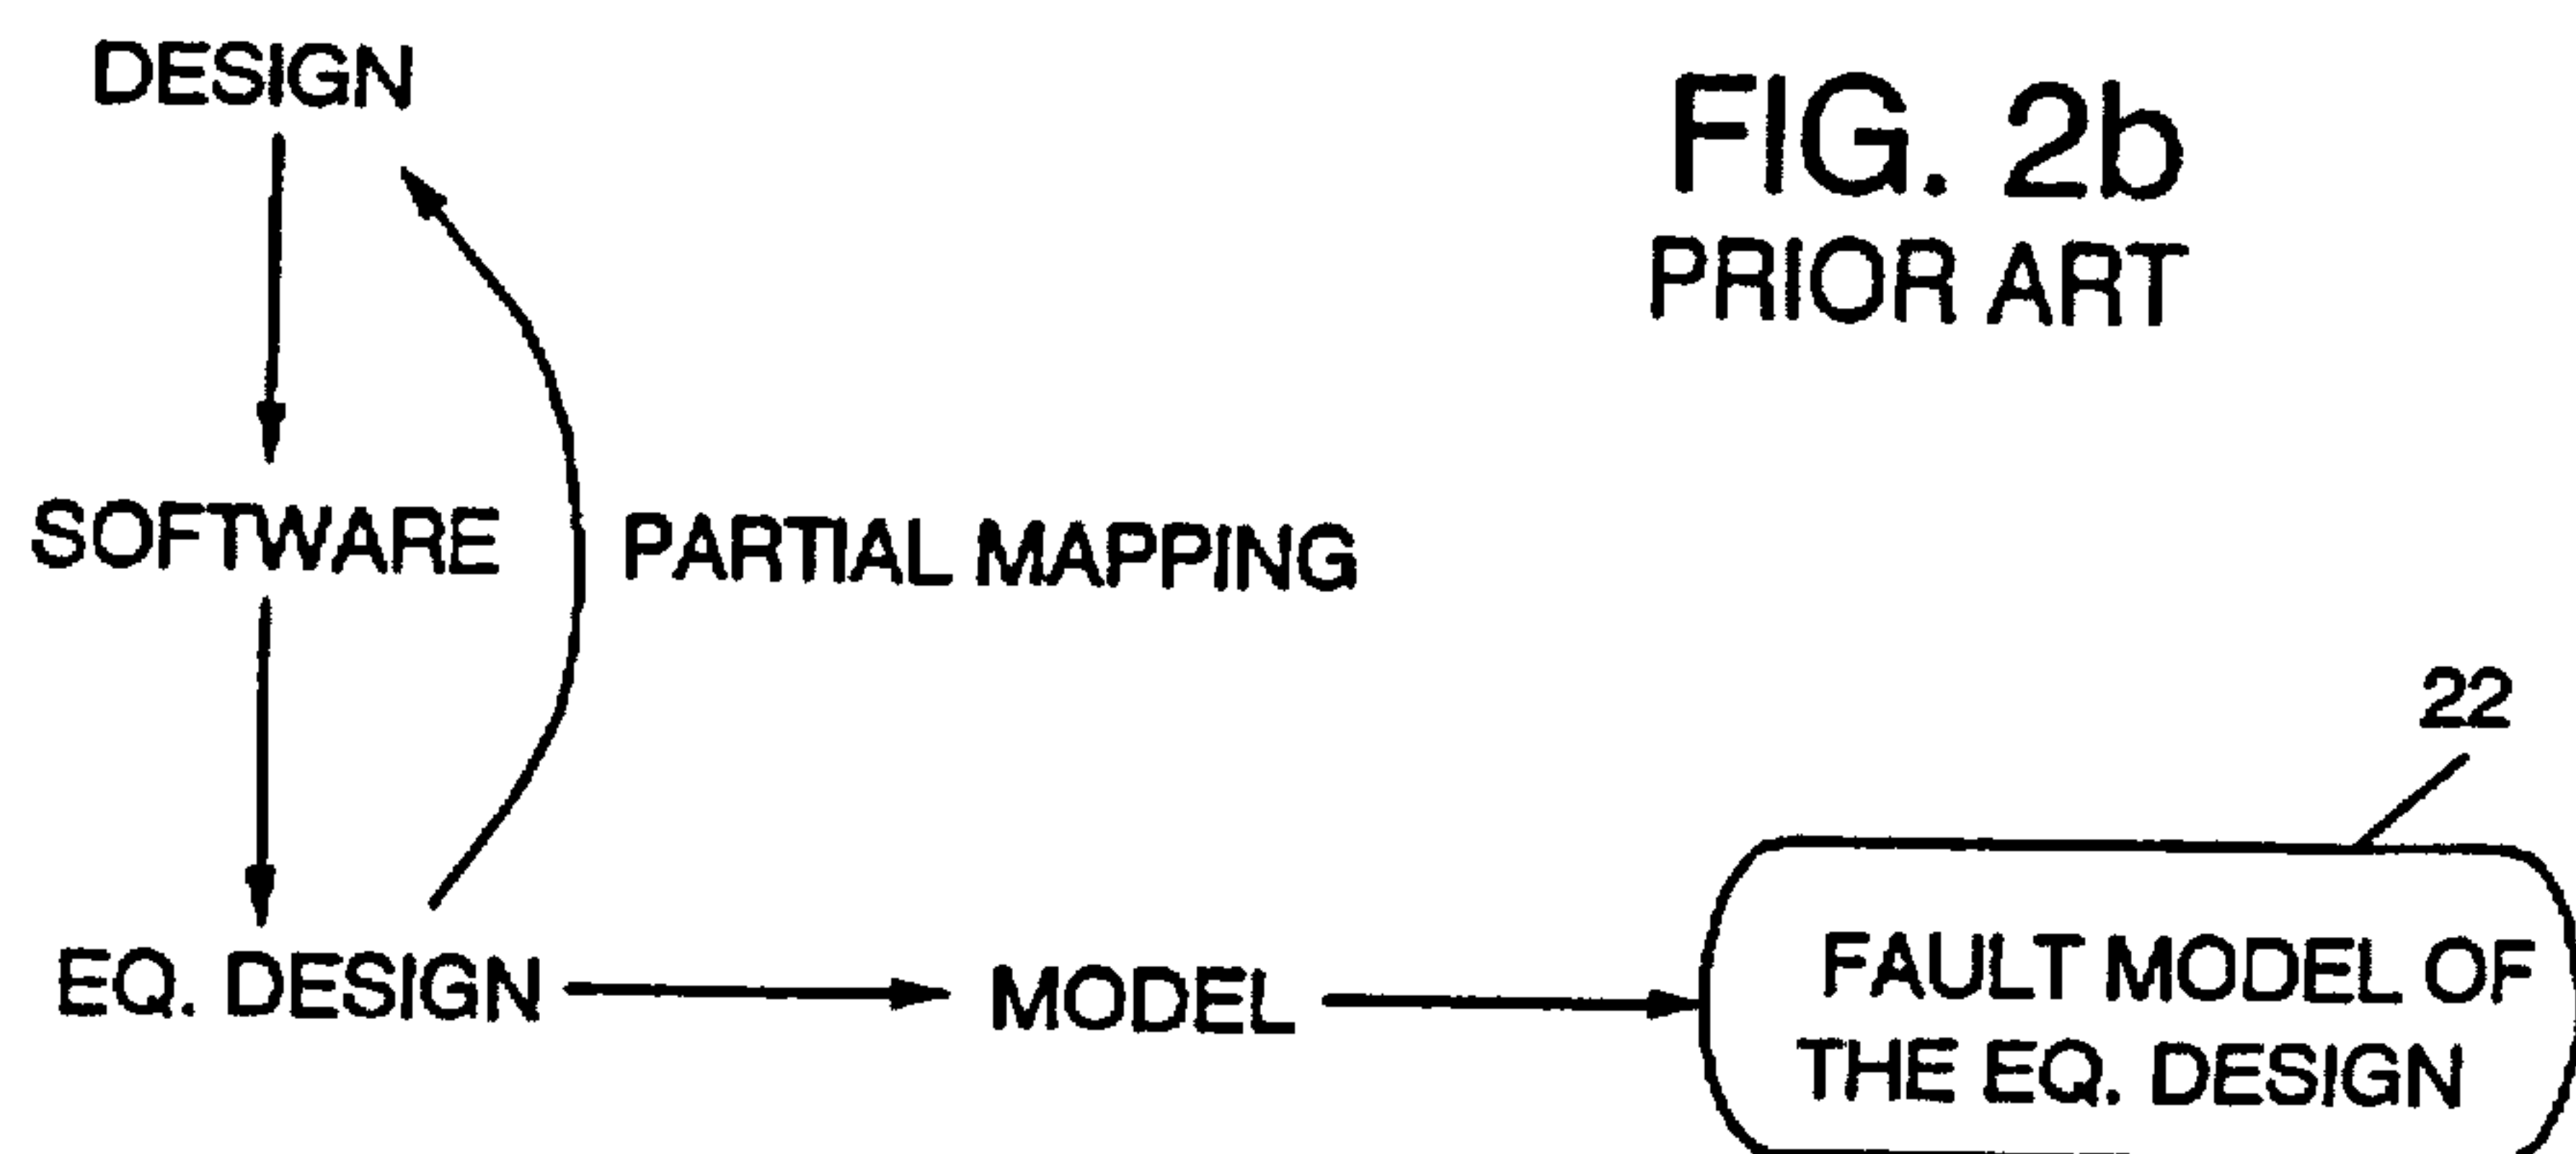 DESIGN
FIG. 2b
PRIOR ART
SOFTWARE
PARTIAL MAPPING
22
EQ. DESIGN
MODEL
FAULT MODEL OF
THE EQ. DESIGN